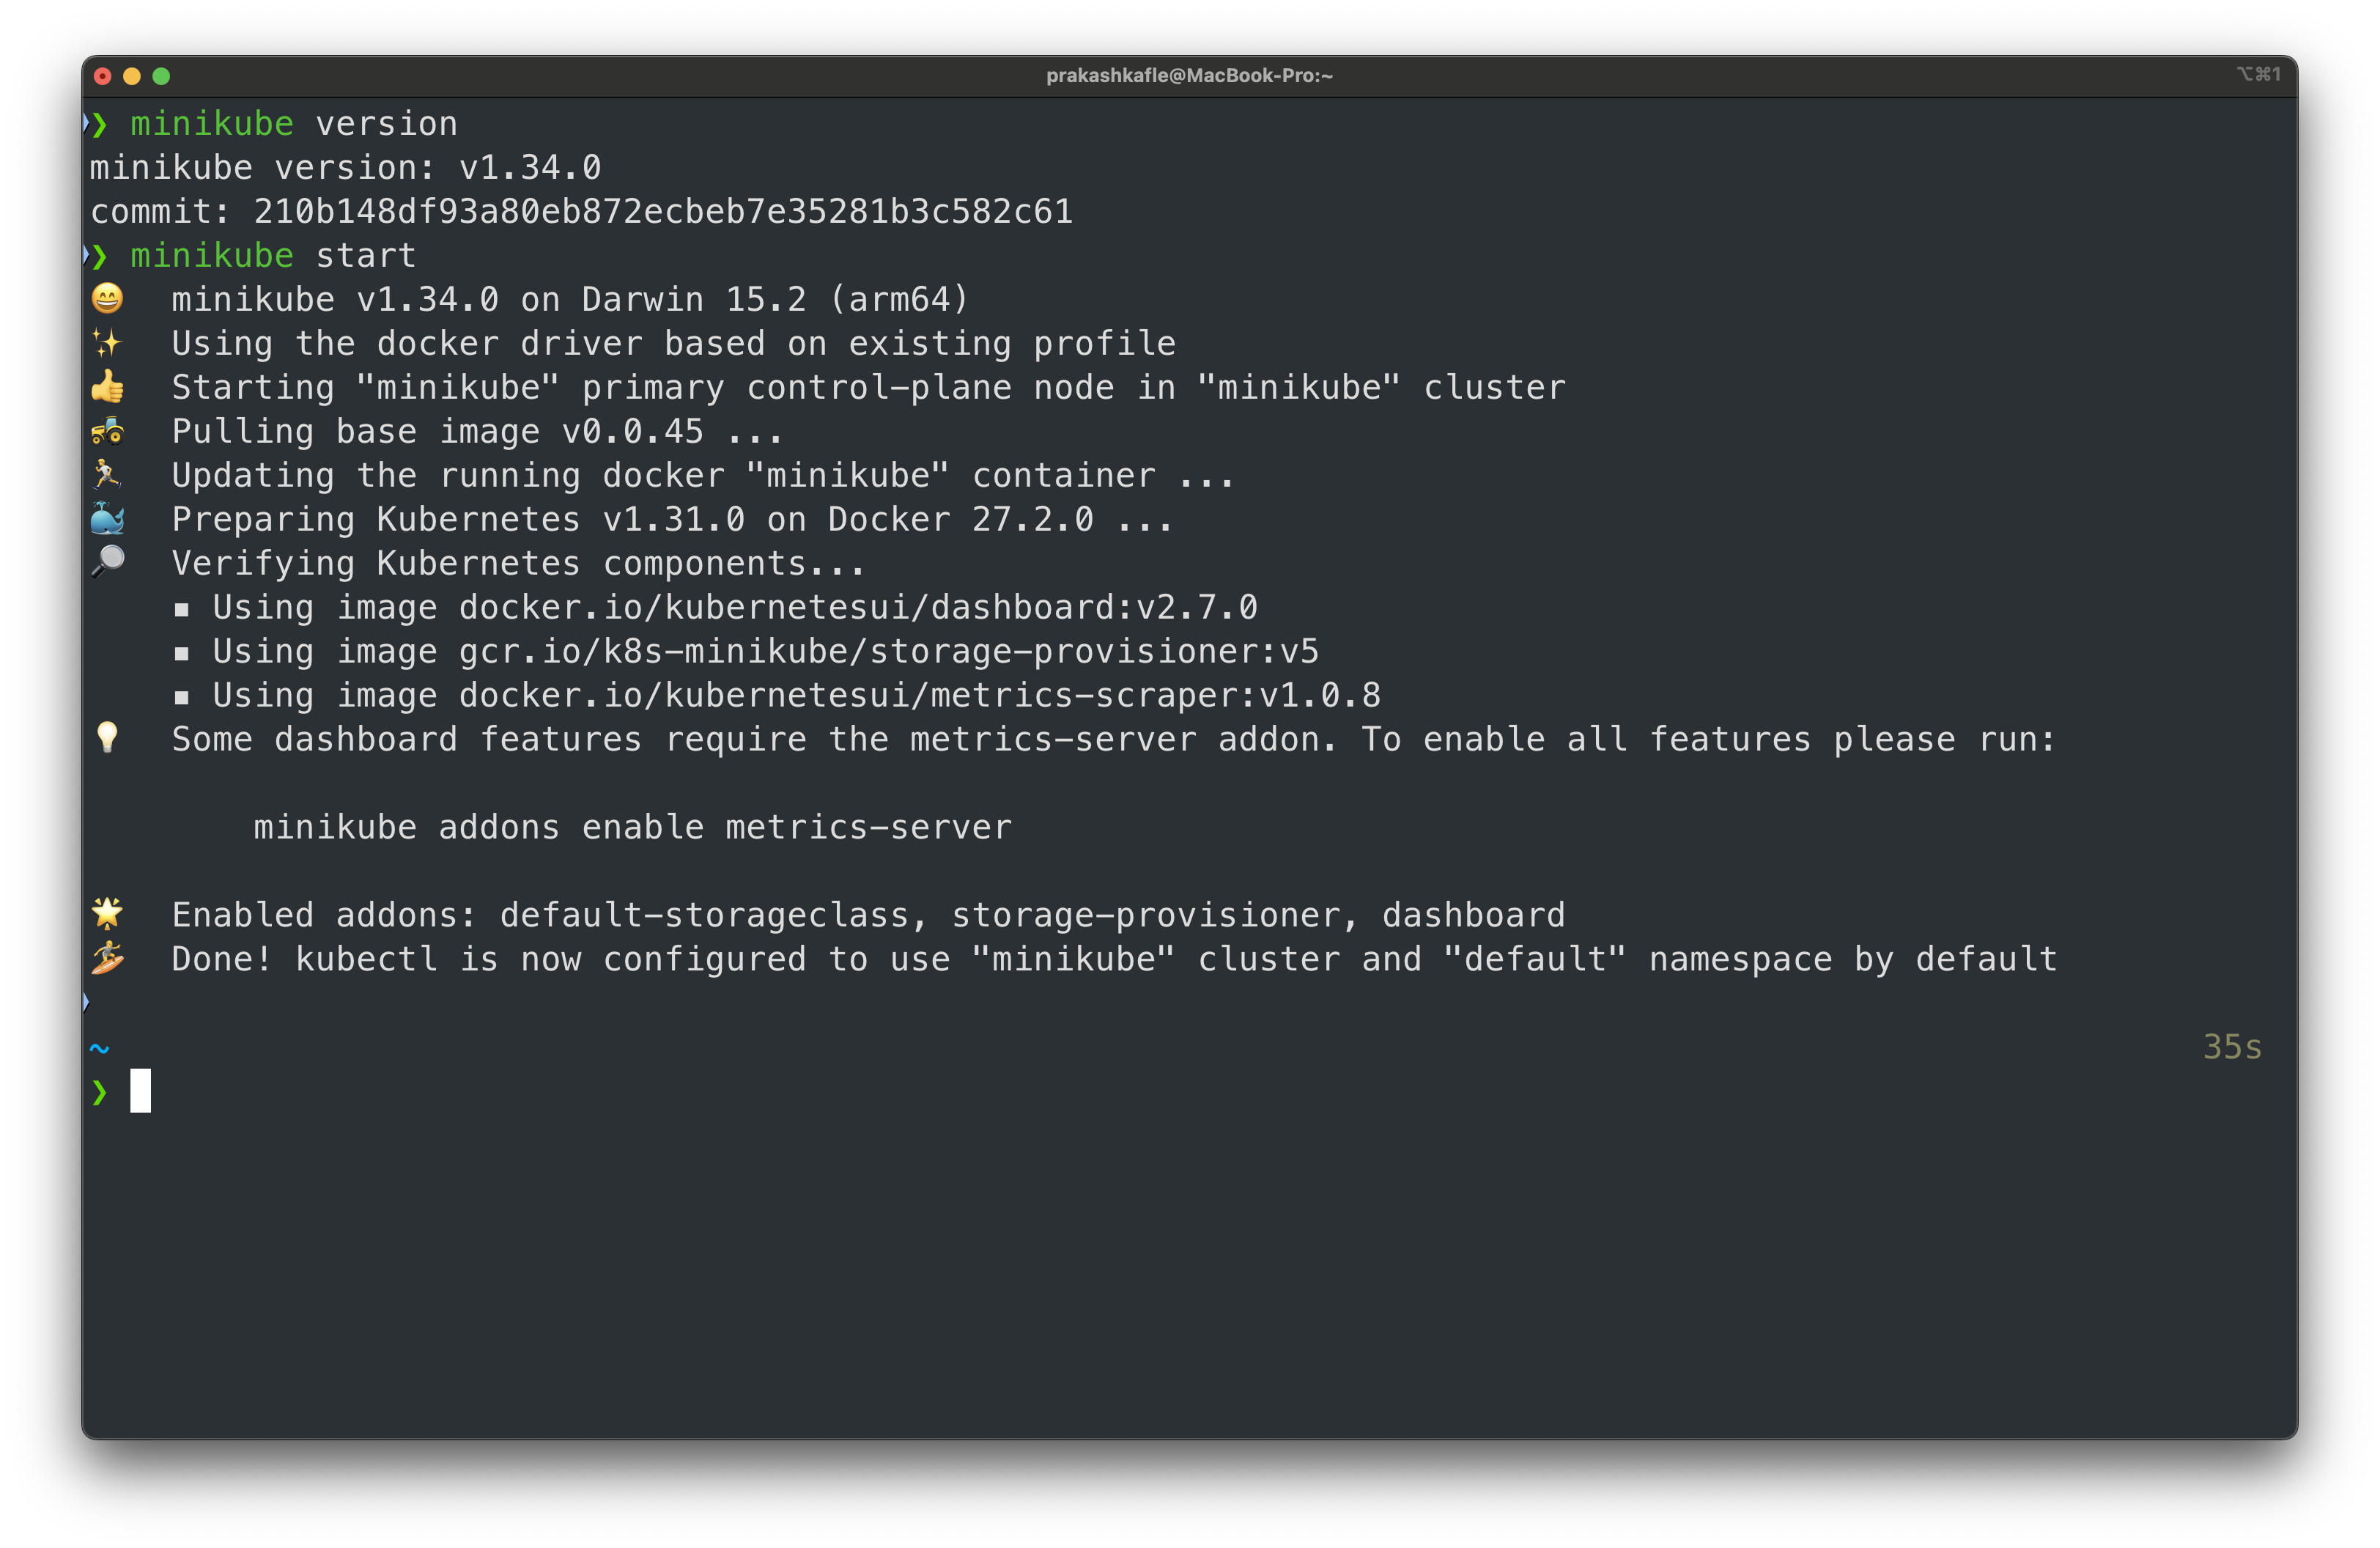 prakashkafle@MacBook-Pro:~ ⌥⌘1
❯ minikube version
minikube version: v1.34.0
commit: 210b148df93a80eb872ecbeb7e35281b3c582c61
❯ minikube start
😄 minikube v1.34.0 on Darwin 15.2 (arm64)
✨ Using the docker driver based on existing profile
👍 Starting "minikube" primary control-plane node in "minikube" cluster
🚜 Pulling base image v0.0.45 ...
🏃 Updating the running docker "minikube" container ...
🐳 Preparing Kubernetes v1.31.0 on Docker 27.2.0 ...
🔎 Verifying Kubernetes components...
▪ Using image docker.io/kubernetesui/dashboard:v2.7.0
▪ Using image gcr.io/k8s-minikube/storage-provisioner:v5
▪ Using image docker.io/kubernetesui/metrics-scraper:v1.0.8
💡 Some dashboard features require the metrics-server addon. To enable all features please run:
minikube addons enable metrics-server
🌟 Enabled addons: default-storageclass, storage-provisioner, dashboard
🏄 Done! kubectl is now configured to use "minikube" cluster and "default" namespace by default
~ 35s
❯